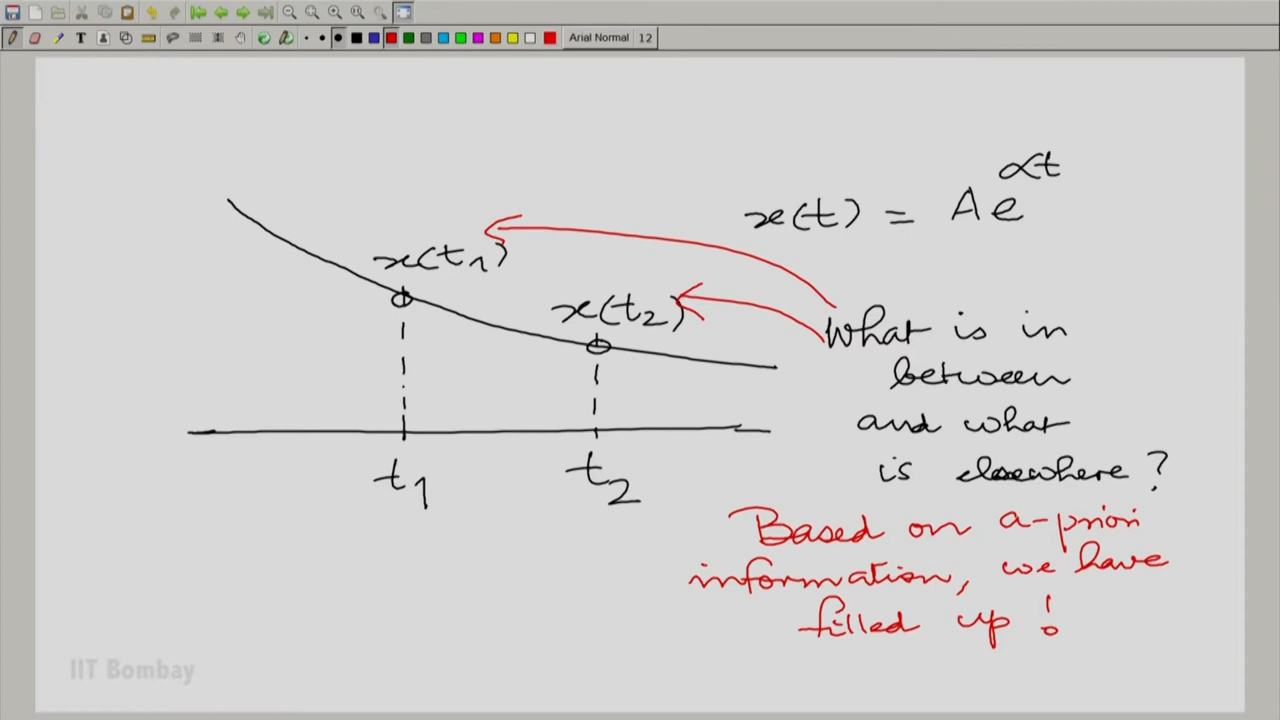 Arial Normal 12
x(t) = Ae^{αt}
x(t₁)
x(t₂)
t₁
t₂
What is in
between
and what
is elsewhere?
Based on a-priori
information, we have
filled up!
IIT Bombay